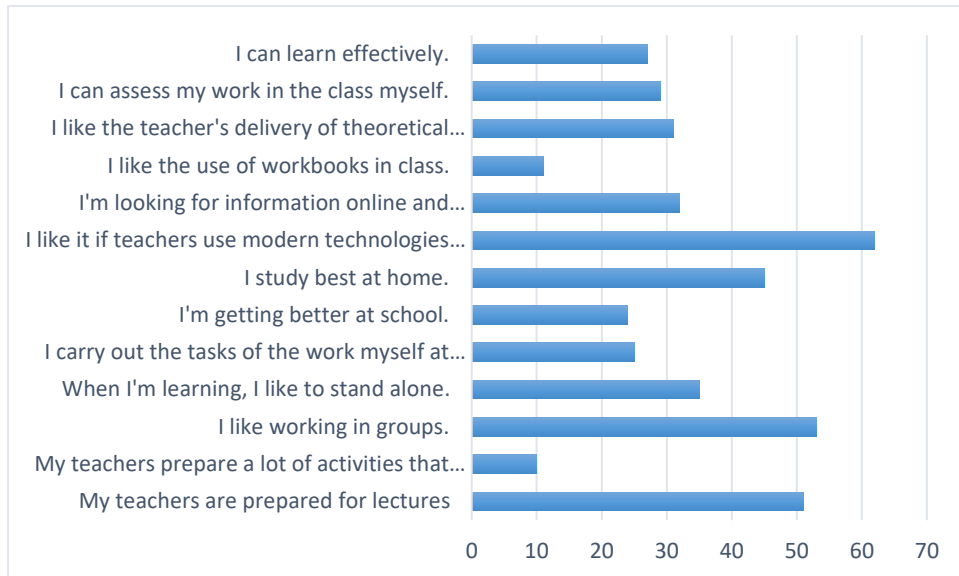 I can learn effectively.
I can assess my work in the class myself.
I like the teacher's delivery of theoretical...
I like the use of workbooks in class.
I'm looking for information online and...
I like it if teachers use modern technologies...
I study best at home.
I'm getting better at school.
I carry out the tasks of the work myself at...
When I'm learning, I like to stand alone.
I like working in groups.
My teachers prepare a lot of activities that...
My teachers are prepared for lectures
0 10 20 30 40 50 60 70